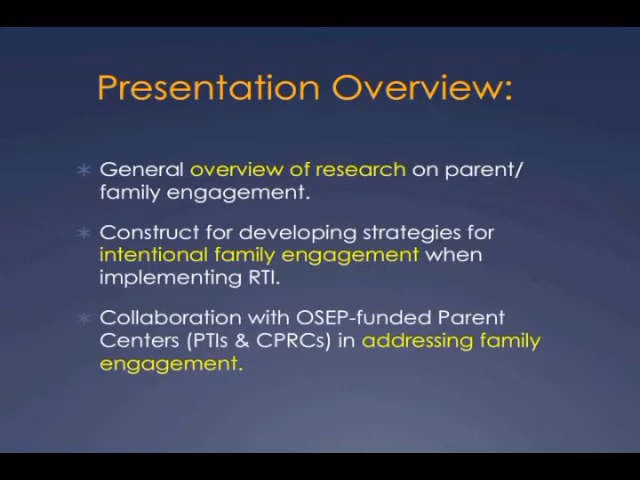 Presentation Overview:
General overview of research on parent/
family engagement.
Construct for developing strategies for
intentional family engagement when
implementing RTI.
Collaboration with OSEP-funded Parent
Centers (PTIs & CPRCs) in addressing family
engagement.